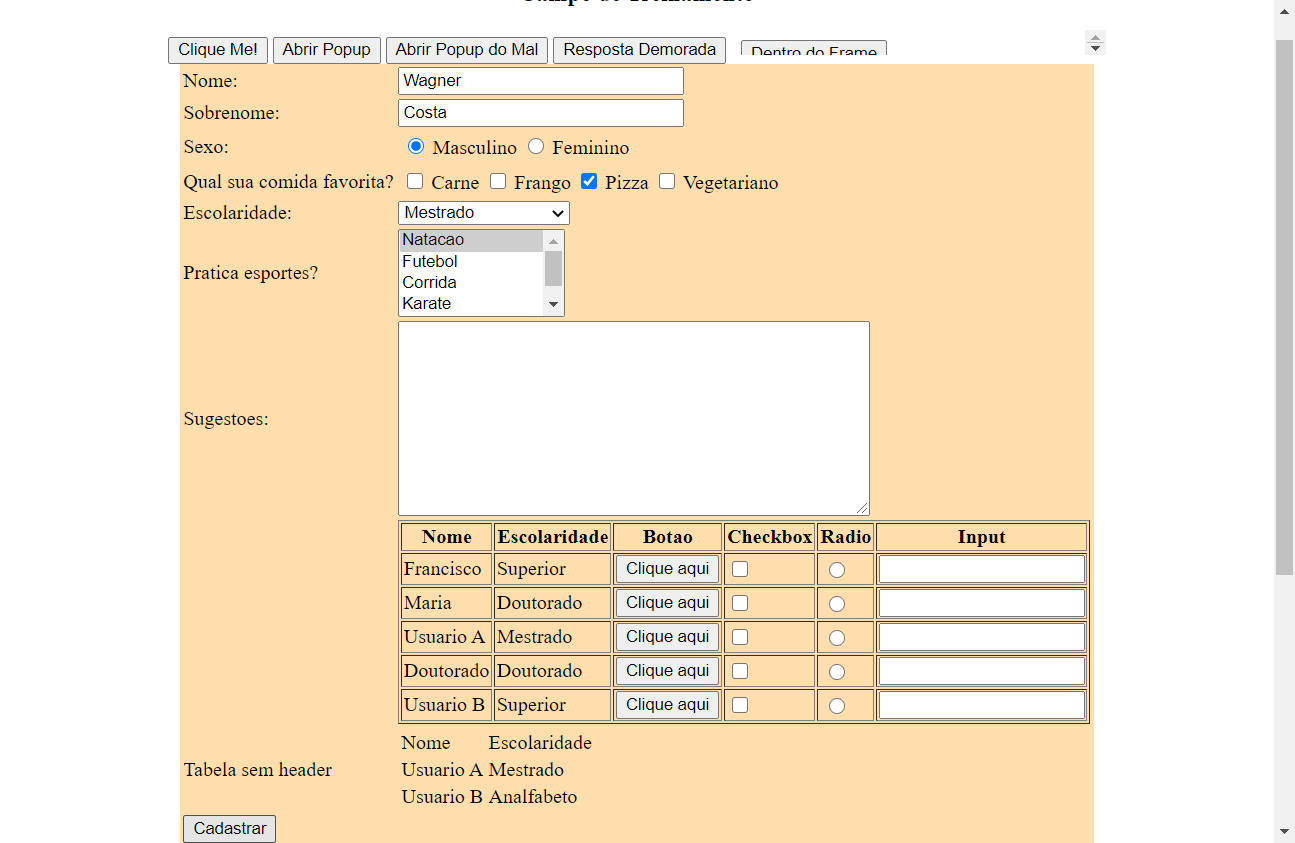 Campo de Treinamento
Clique Me! Abrir Popup Abrir Popup do Mal Resposta Demorada Dentro do Frame
Nome: Wagner
Sobrenome: Costa
Sexo: Masculino Feminino
Qual sua comida favorita? Carne Frango Pizza Vegetariano
Escolaridade: Mestrado
Natacao
Futebol
Pratica esportes?
Corrida
Karate
Sugestoes:
Nome Escolaridade Botao Checkbox Radio Input
Francisco Superior Clique aqui
Maria Doutorado Clique aqui
Usuario A Mestrado Clique aqui
Doutorado Doutorado Clique aqui
Usuario B Superior Clique aqui
Nome Escolaridade
Tabela sem header Usuario A Mestrado
Usuario B Analfabeto
Cadastrar